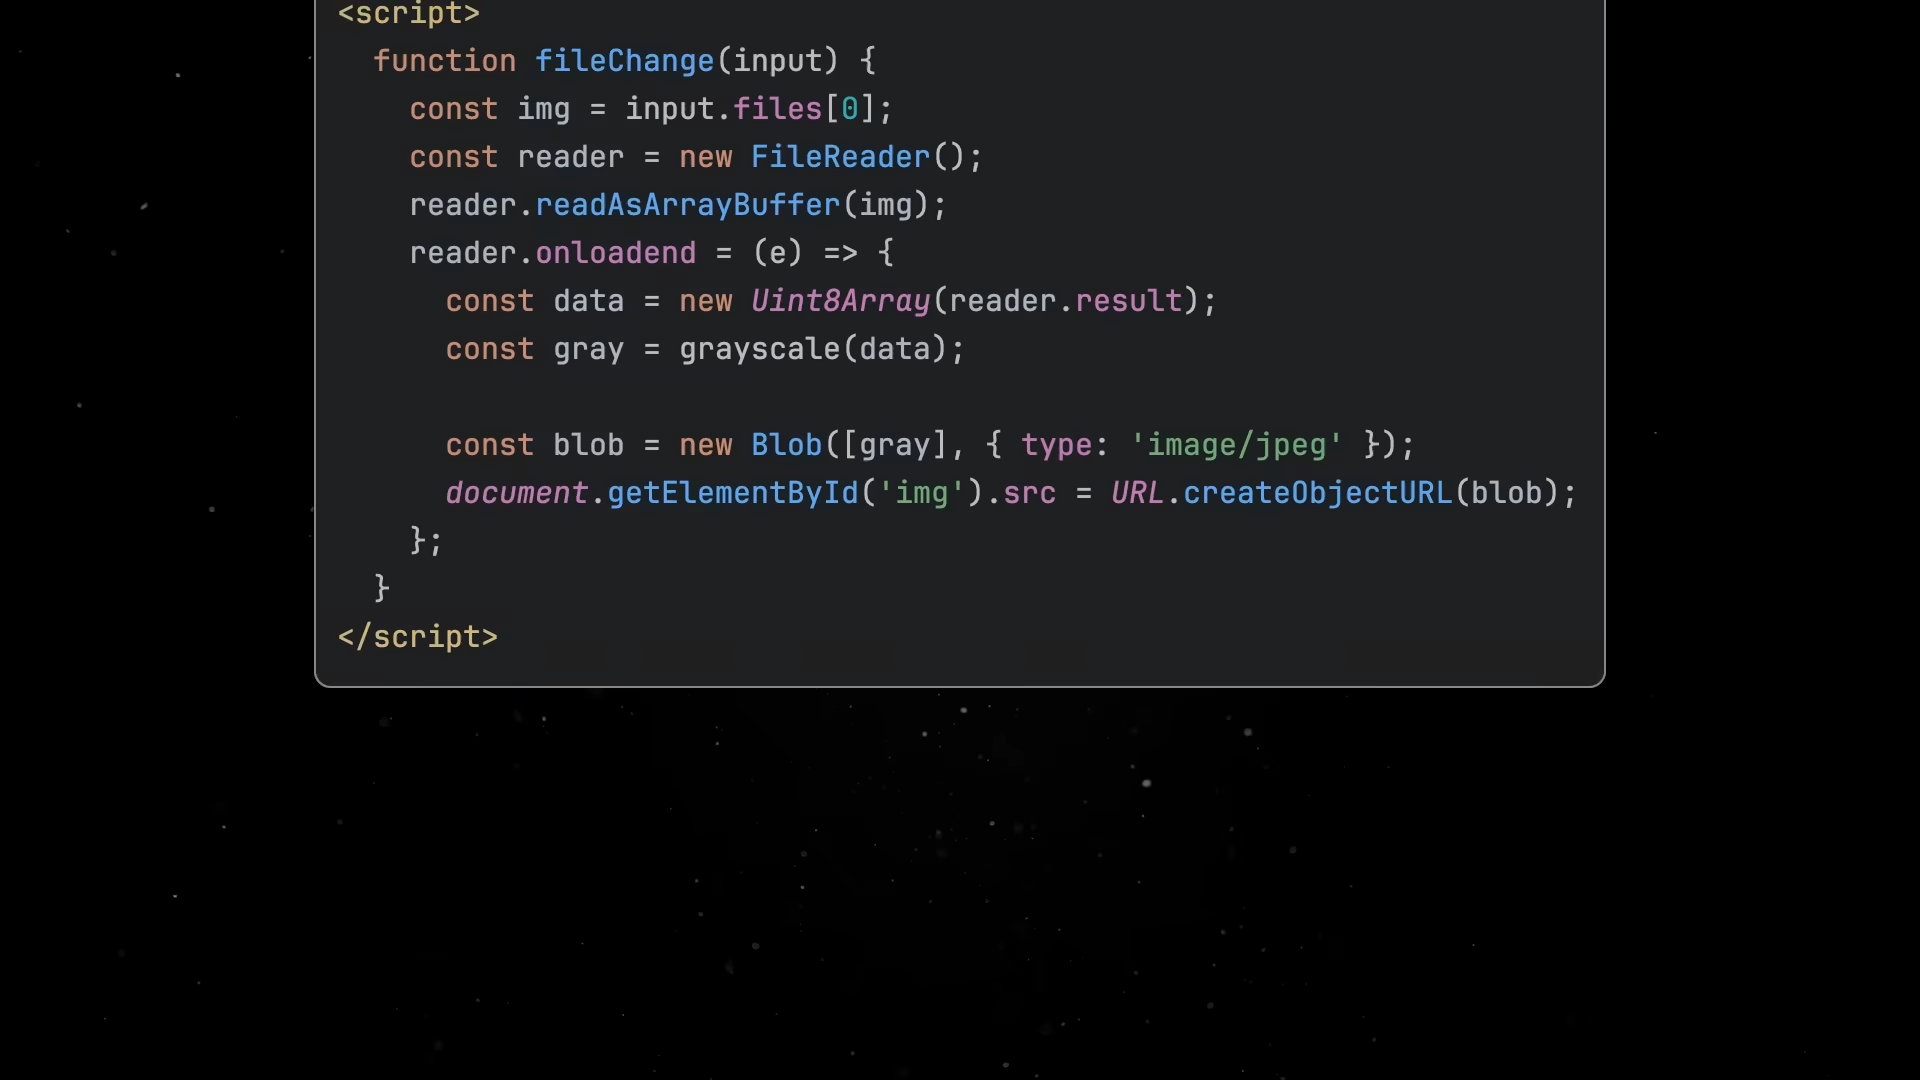 <script>
function fileChange(input) {
const img = input.files[0];
const reader = new FileReader();
reader.readAsArrayBuffer(img);
reader.onloadend = (e) => {
const data = new Uint8Array(reader.result);
const gray = grayscale(data);
const blob = new Blob([gray], { type: 'image/jpeg' });
document.getElementById('img').src = URL.createObjectURL(blob);
};
}
</script>